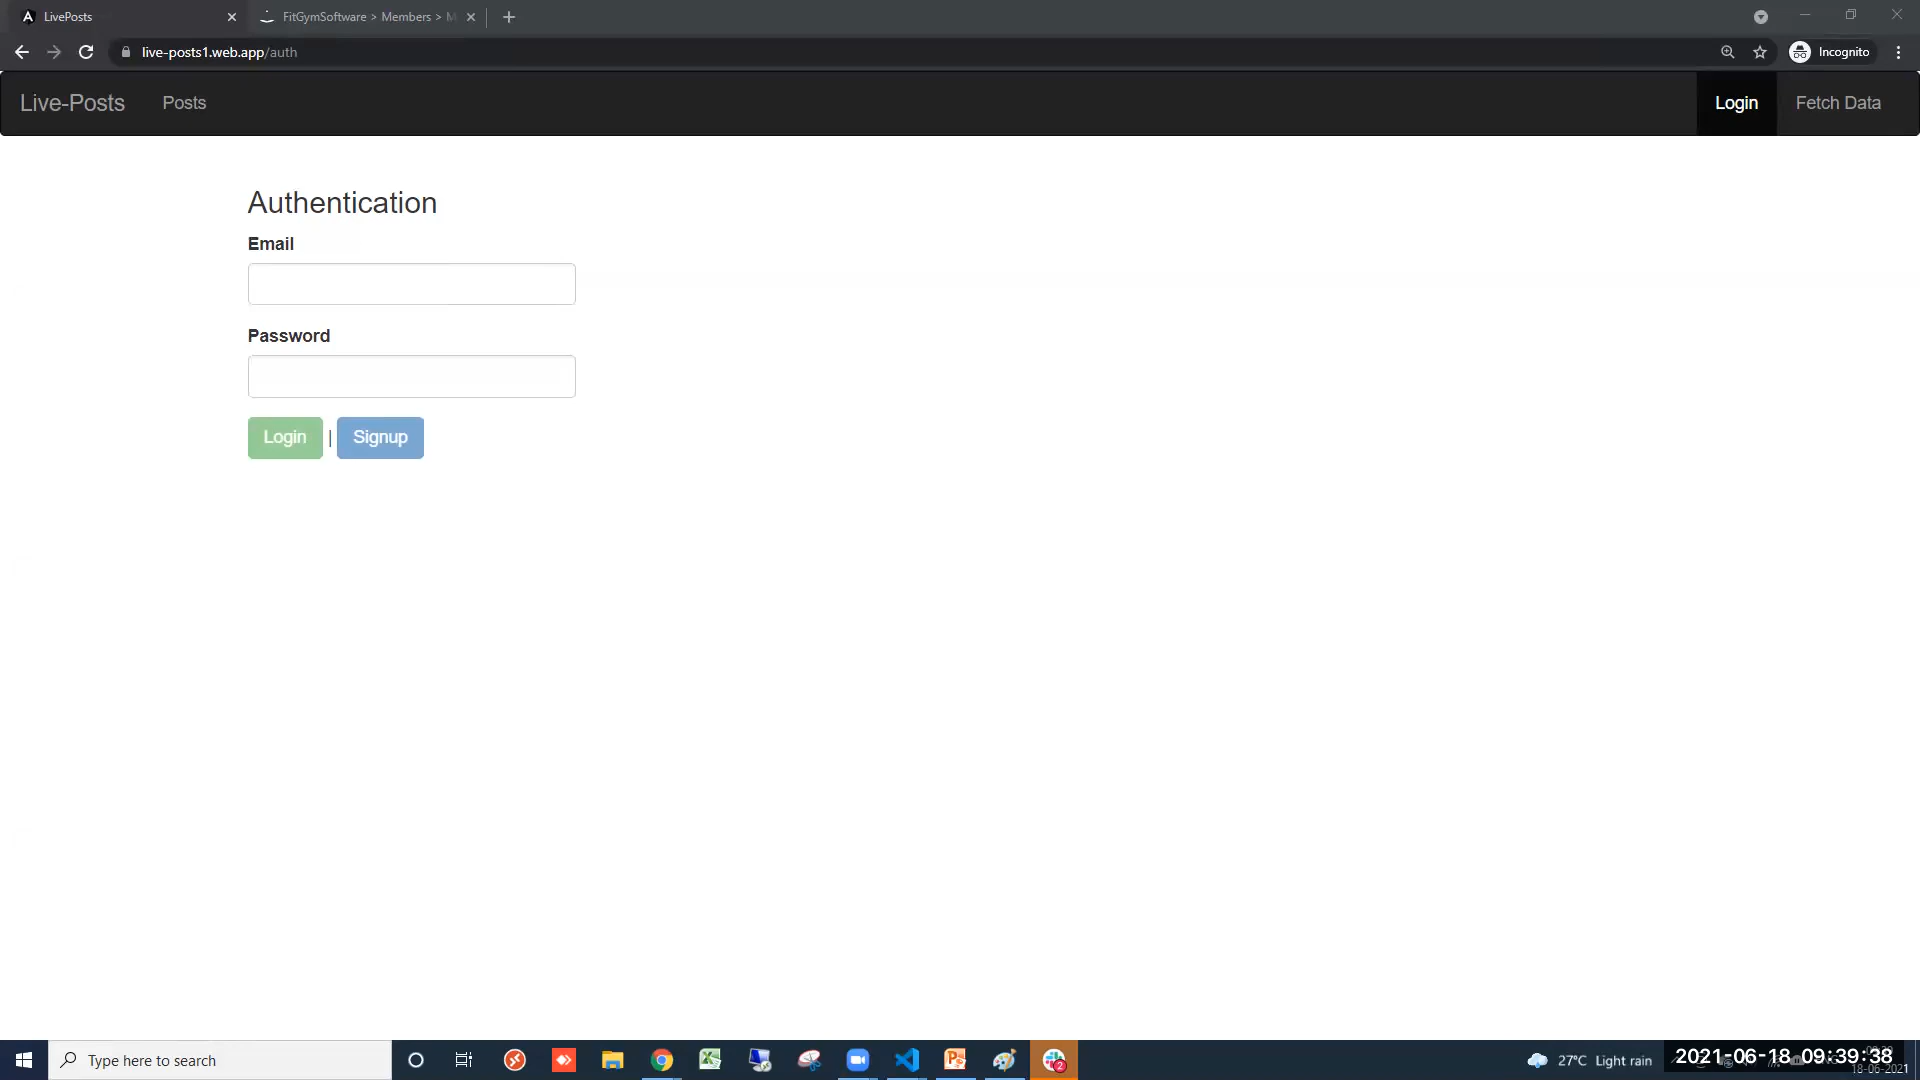 LivePosts
FitGymSoftware > Members > M
live-posts1.web.app/auth
Incognito
Live-Posts
Posts
Login
Fetch Data
Authentication
Email
Password
Login | Signup
Type here to search
2
27°C Light rain
2021-06-18 09:39:38
18-06-2021